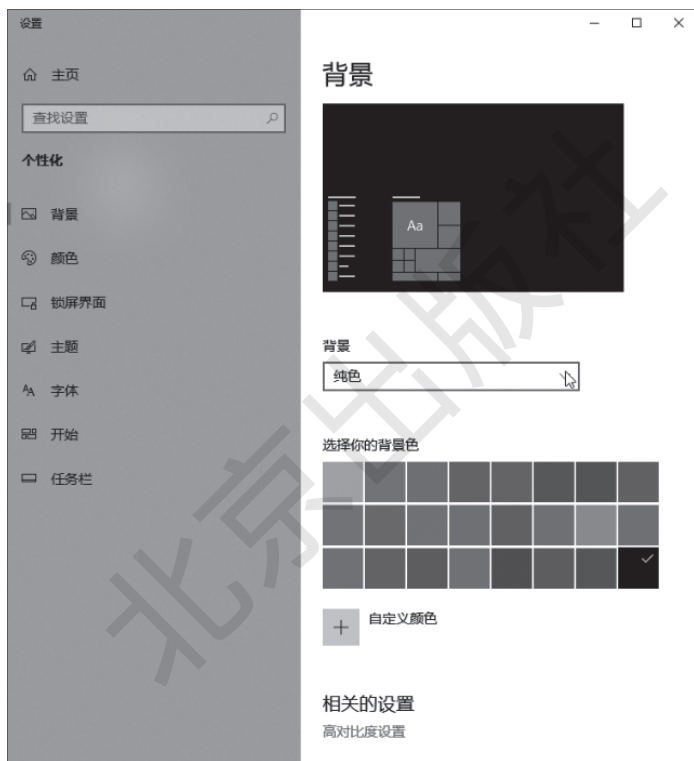 设置
主页
查找设置
个性化
背景
颜色
锁屏界面
主题
字体
开始
任务栏
背景
Aa
背景
纯色
选择你的背景色
自定义颜色
相关的设置
高对比度设置
北京出版社